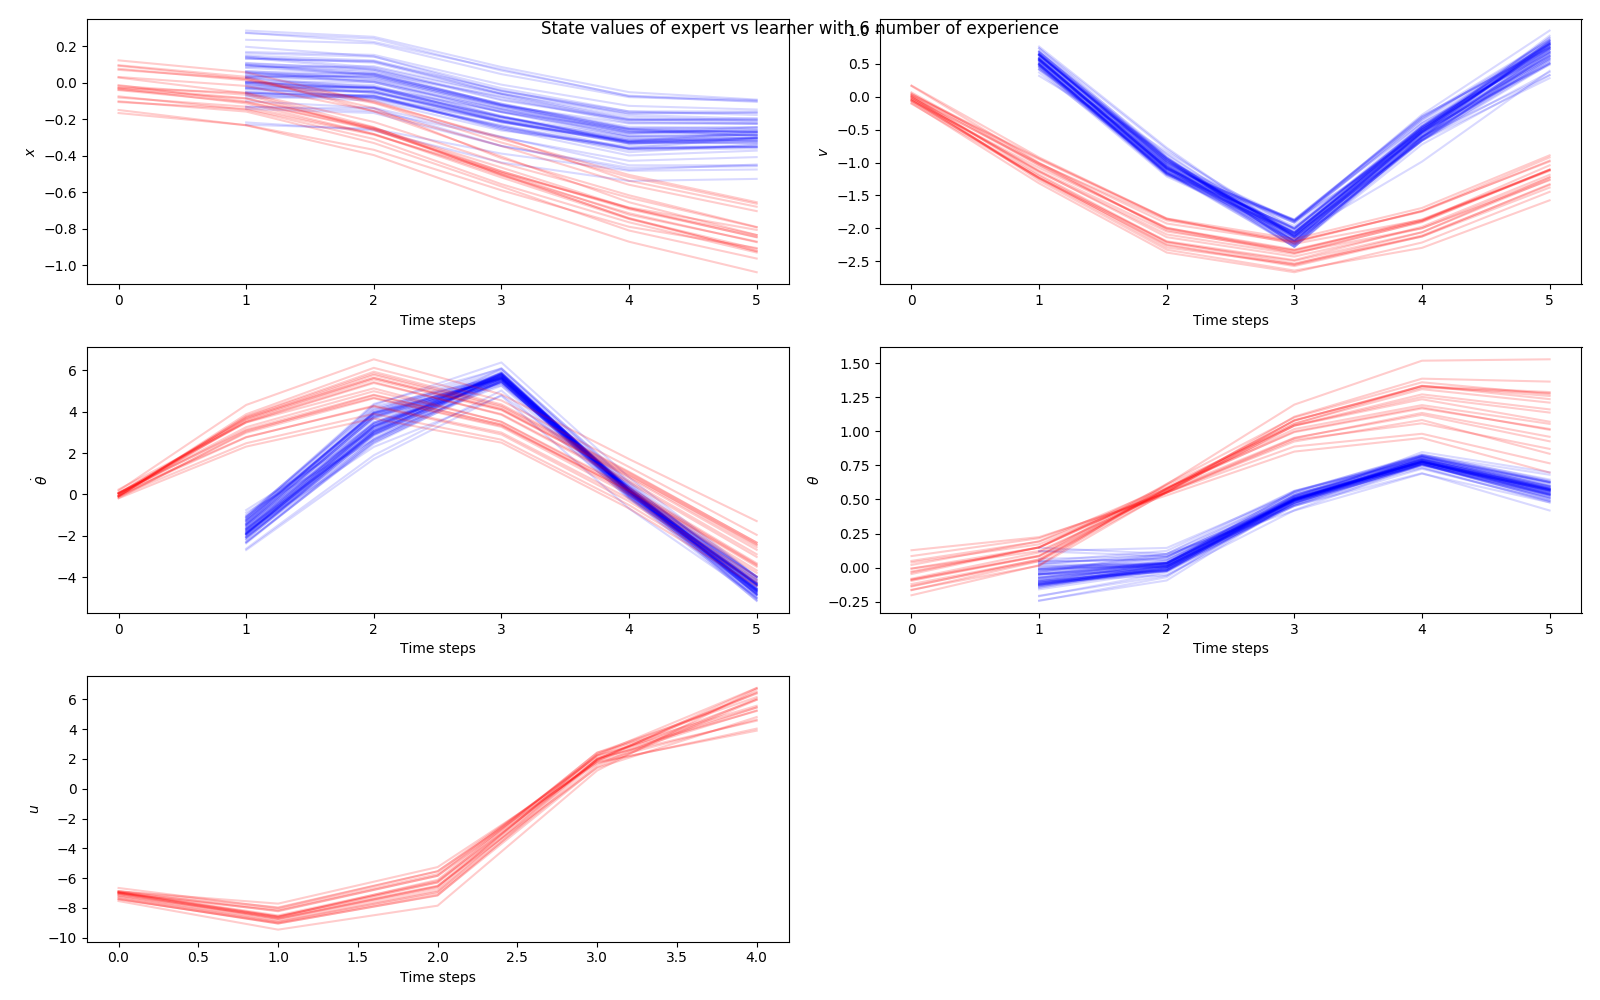 State values of expert vs learner with 6 number of experience
0.2
0.0
−0.2
−0.4
−0.6
−0.8
−1.0
x
0 1 2 3 4 5
Time steps
1.0
0.5
0.0
−0.5
−1.0
−1.5
−2.0
−2.5
v
0 1 2 3 4 5
Time steps
6
4
2
0
−2
−4
θ̇
0 1 2 3 4 5
Time steps
1.50
1.25
1.00
0.75
0.50
0.25
0.00
−0.25
θ
0 1 2 3 4 5
Time steps
6
4
2
0
−2
−4
−6
−8
−10
u
0.0 0.5 1.0 1.5 2.0 2.5 3.0 3.5 4.0
Time steps